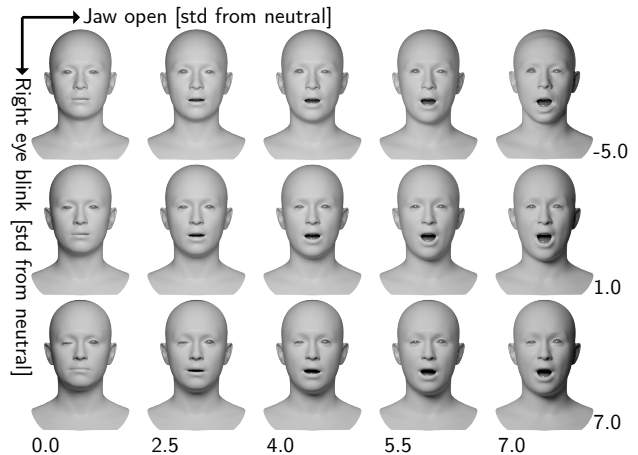 Jaw open [std from neutral]
Right eye blink [std from neutral]
-5.0
1.0
7.0
0.0 2.5 4.0 5.5 7.0